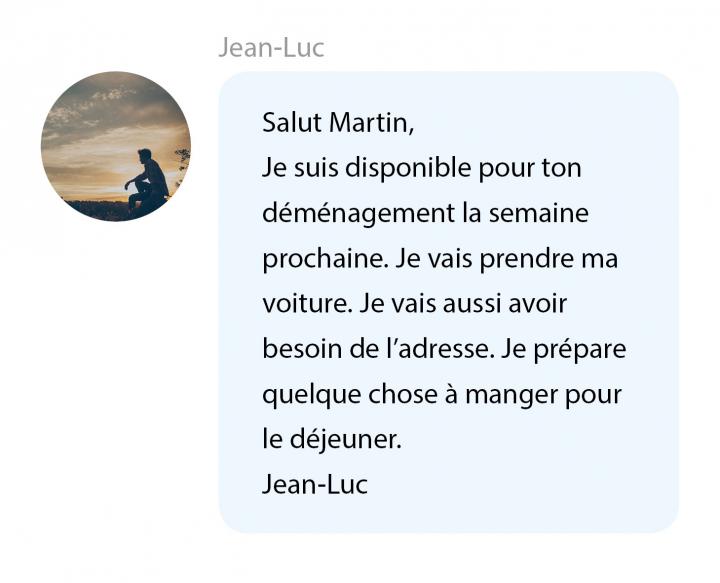 Jean-Luc
Salut Martin,
Je suis disponible pour ton
déménagement la semaine
prochaine. Je vais prendre ma
voiture. Je vais aussi avoir
besoin de l’adresse. Je prépare
quelque chose à manger pour
le déjeuner.
Jean-Luc